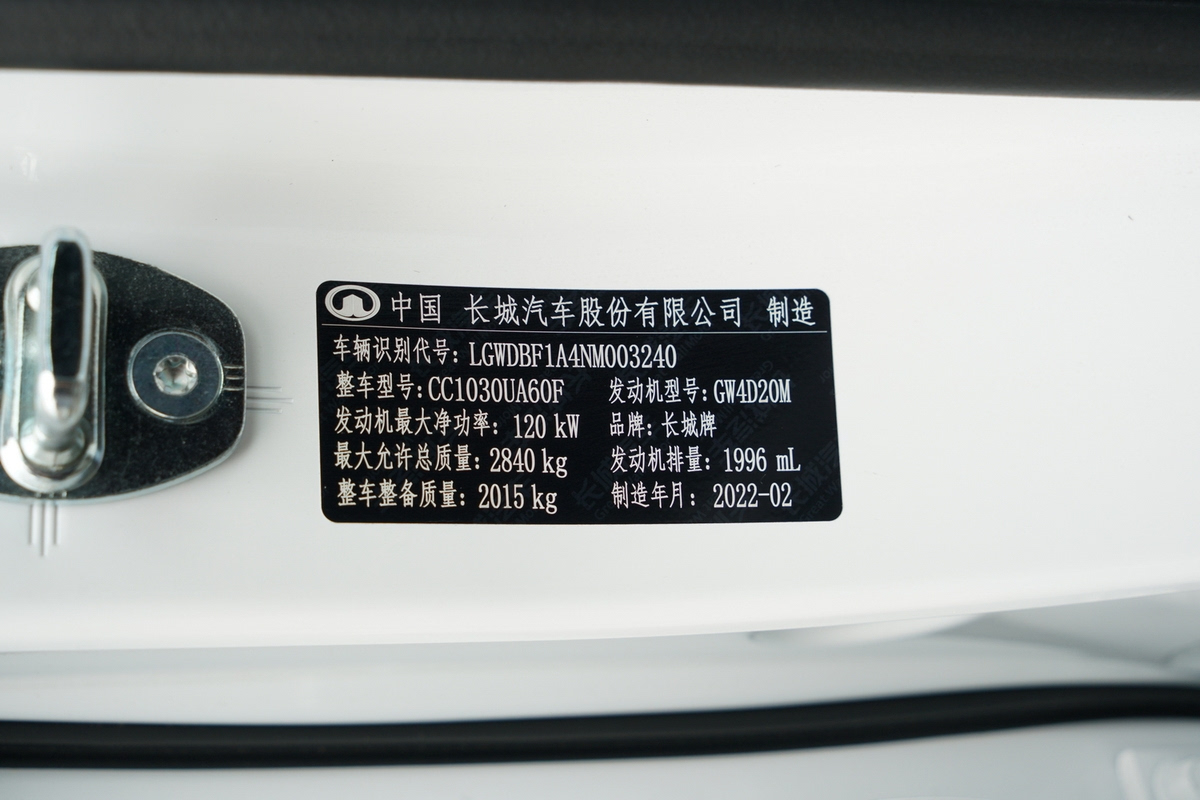 中国 长城汽车股份有限公司 制造
车辆识别代号: LGWDBF1A4NM003240
整车型号: CC1030UA60F 发动机型号: GW4D20M
发动机最大净功率: 120 kW 品牌: 长城牌
最大允许总质量: 2840 kg 发动机排量: 1996 mL
整车整备质量: 2015 kg 制造年月: 2022-02